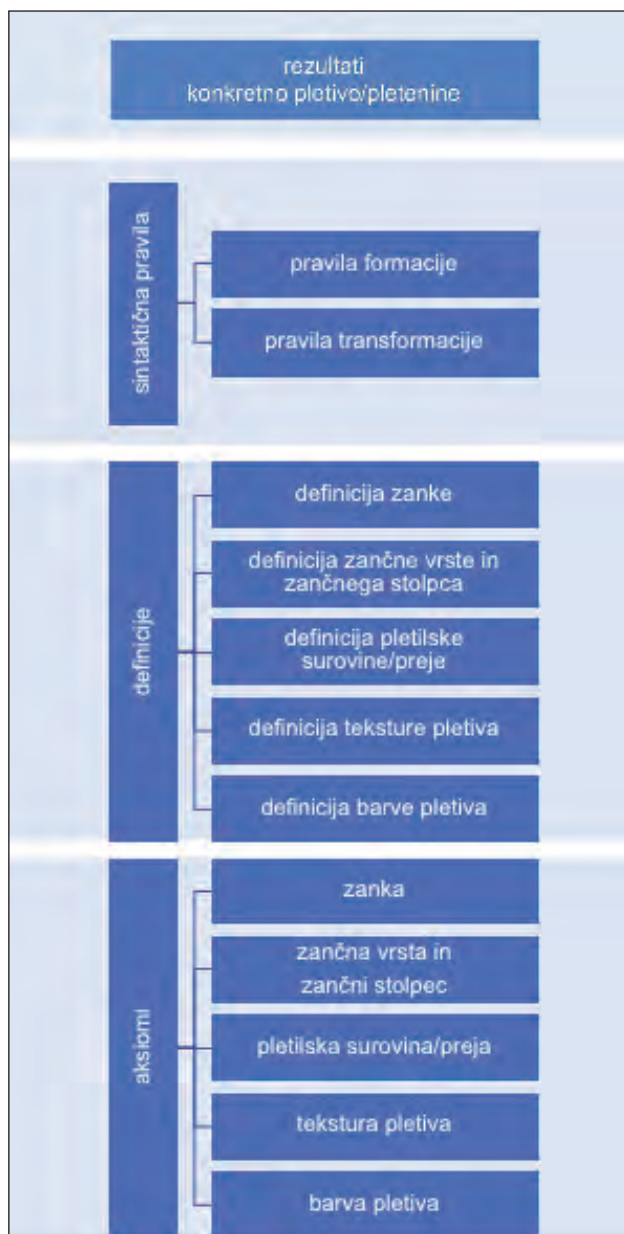 rezultati
konkretno pletivo/pletenine
sintaktična pravila
pravila formacije
pravila transformacije
definicije
definicija zanke
definicija zančne vrste in
zančnega stolpca
definicija pletilske
surovine/preje
definicija teksture pletiva
definicija barve pletiva
aksiomi
zanka
zančna vrsta in
zančni stolpec
pletilska surovina/preja
tekstura pletiva
barva pletiva